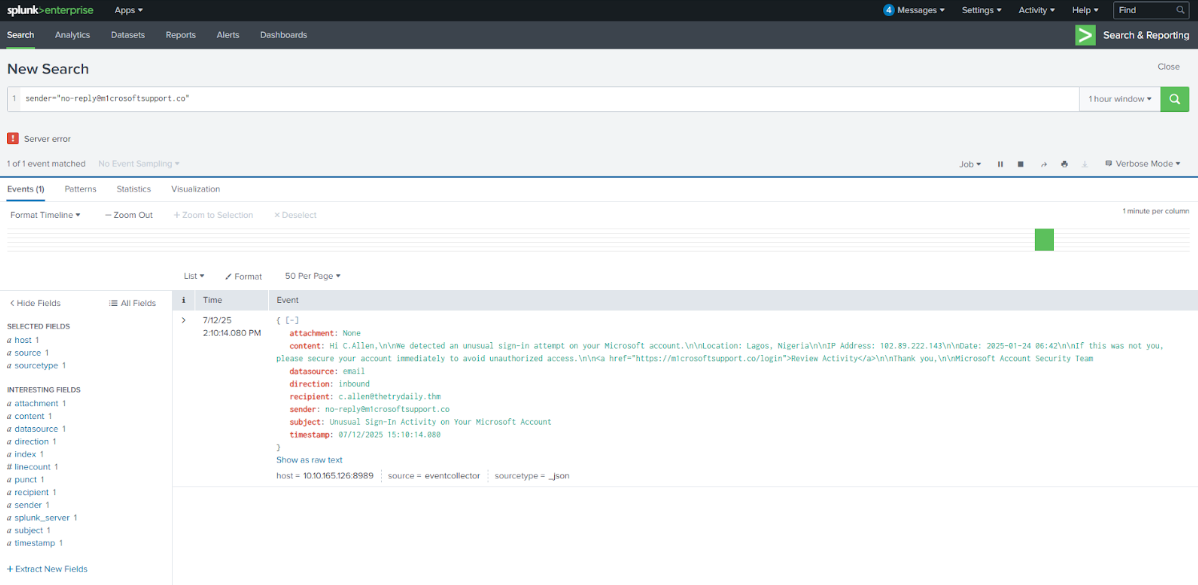 splunk>enterprise Apps 4 Messages Settings Activity Help Find
Search Analytics Datasets Reports Alerts Dashboards > Search & Reporting
New Search Close
1 sender="no-reply@m1crosoftsupport.co" 1 hour window
! Server error
1 of 1 event matched No Event Sampling Job Verbose Mode
Events (1) Patterns Statistics Visualization
Format Timeline — Zoom Out + Zoom to Selection × Deselect 1 minute per column
List Format 50 Per Page
< Hide Fields All Fields i Time Event
SELECTED FIELDS
a host 1
a source 1
a sourcetype 1
INTERESTING FIELDS
a attachment 1
a content 1
a datasource 1
a direction 1
a index 1
# linecount 1
a punct 1
a recipient 1
a sender 1
a splunk_server 1
a subject 1
a timestamp 1
+ Extract New Fields
> 7/12/25
2:10:14.080 PM
{ [-]
attachment: None
content: Hi C.Allen,\n\nWe detected an unusual sign-in attempt on your Microsoft account.\n\nLocation: Lagos, Nigeria\n\nIP Address: 102.89.222.143\n\nDate: 2025-01-24 06:42\n\nIf this was not you,
please secure your account immediately to avoid unauthorized access.\n\n<a href="https://m1crosoftsupport.co/login">Review Activity</a>\n\nThank you,\n\nMicrosoft Account Security Team
datasource: email
direction: inbound
recipient: c.allen@thetrydaily.thm
sender: no-reply@m1crosoftsupport.co
subject: Unusual Sign-In Activity on Your Microsoft Account
timestamp: 07/12/2025 15:10:14.080
}
Show as raw text
host = 10.10.165.126:8989 source = eventcollector sourcetype = _json